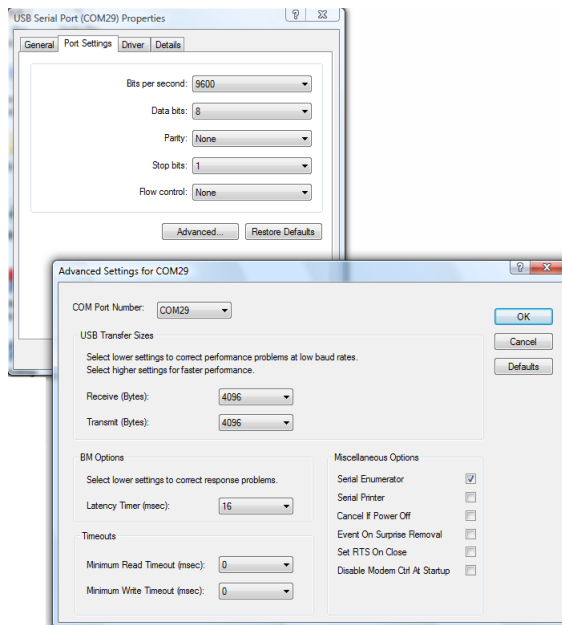 USB Serial Port (COM29) Properties
General Port Settings Driver Details
Bits per second: 9600
Data bits: 8
Parity: None
Stop bits: 1
Flow control: None
Advanced... Restore Defaults
Advanced Settings for COM29
COM Port Number: COM29
OK
USB Transfer Sizes
Cancel
Select lower settings to correct performance problems at low baud rates.
Defaults
Select higher settings for faster performance.
Receive (Bytes): 4096
Transmit (Bytes): 4096
BM Options
Select lower settings to correct response problems.
Latency Timer (msec): 16
Timeouts
Minimum Read Timeout (msec): 0
Minimum Write Timeout (msec): 0
Miscellaneous Options
Serial Enumerator
Serial Printer
Cancel If Power Off
Event On Surprise Removal
Set RTS On Close
Disable Modem Ctrl At Startup